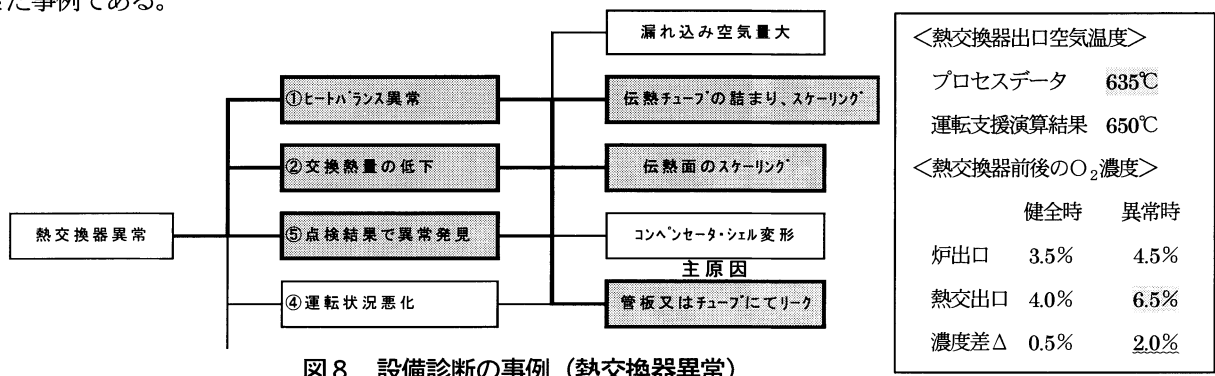 た事例である。
漏れ込み空気量大
①ヒートバランス異常
伝熱チューブの詰まり、スケーリング
②交換熱量の低下
伝熱面のスケーリング
熱交換器異常
⑤点検結果で異常発見
コンペンセータ・シェル変形
主原因
④運転状況悪化
管板又はチューブにてリーク
図8 設備診断の事例（熱交換器異常）
＜熱交換器出口空気温度＞
プロセスデータ 635℃
運転支援演算結果 650℃
＜熱交換器前後のO₂濃度＞
健全時 異常時
炉出口 3.5% 4.5%
熱交出口 4.0% 6.5%
濃度差Δ 0.5% 2.0%